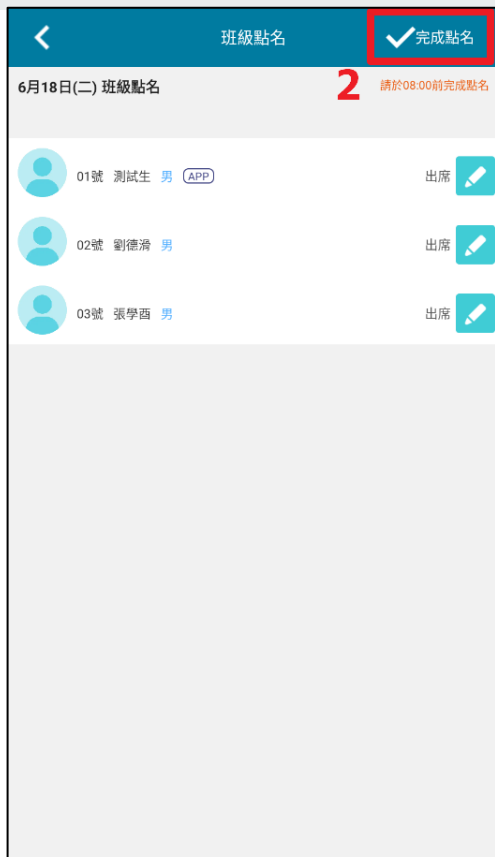 班級點名
完成點名
6月18日(二) 班級點名
2
請於08:00前完成點名
01號 測試生 男 APP 出席
02號 劉德滑 男 出席
03號 張學酉 男 出席